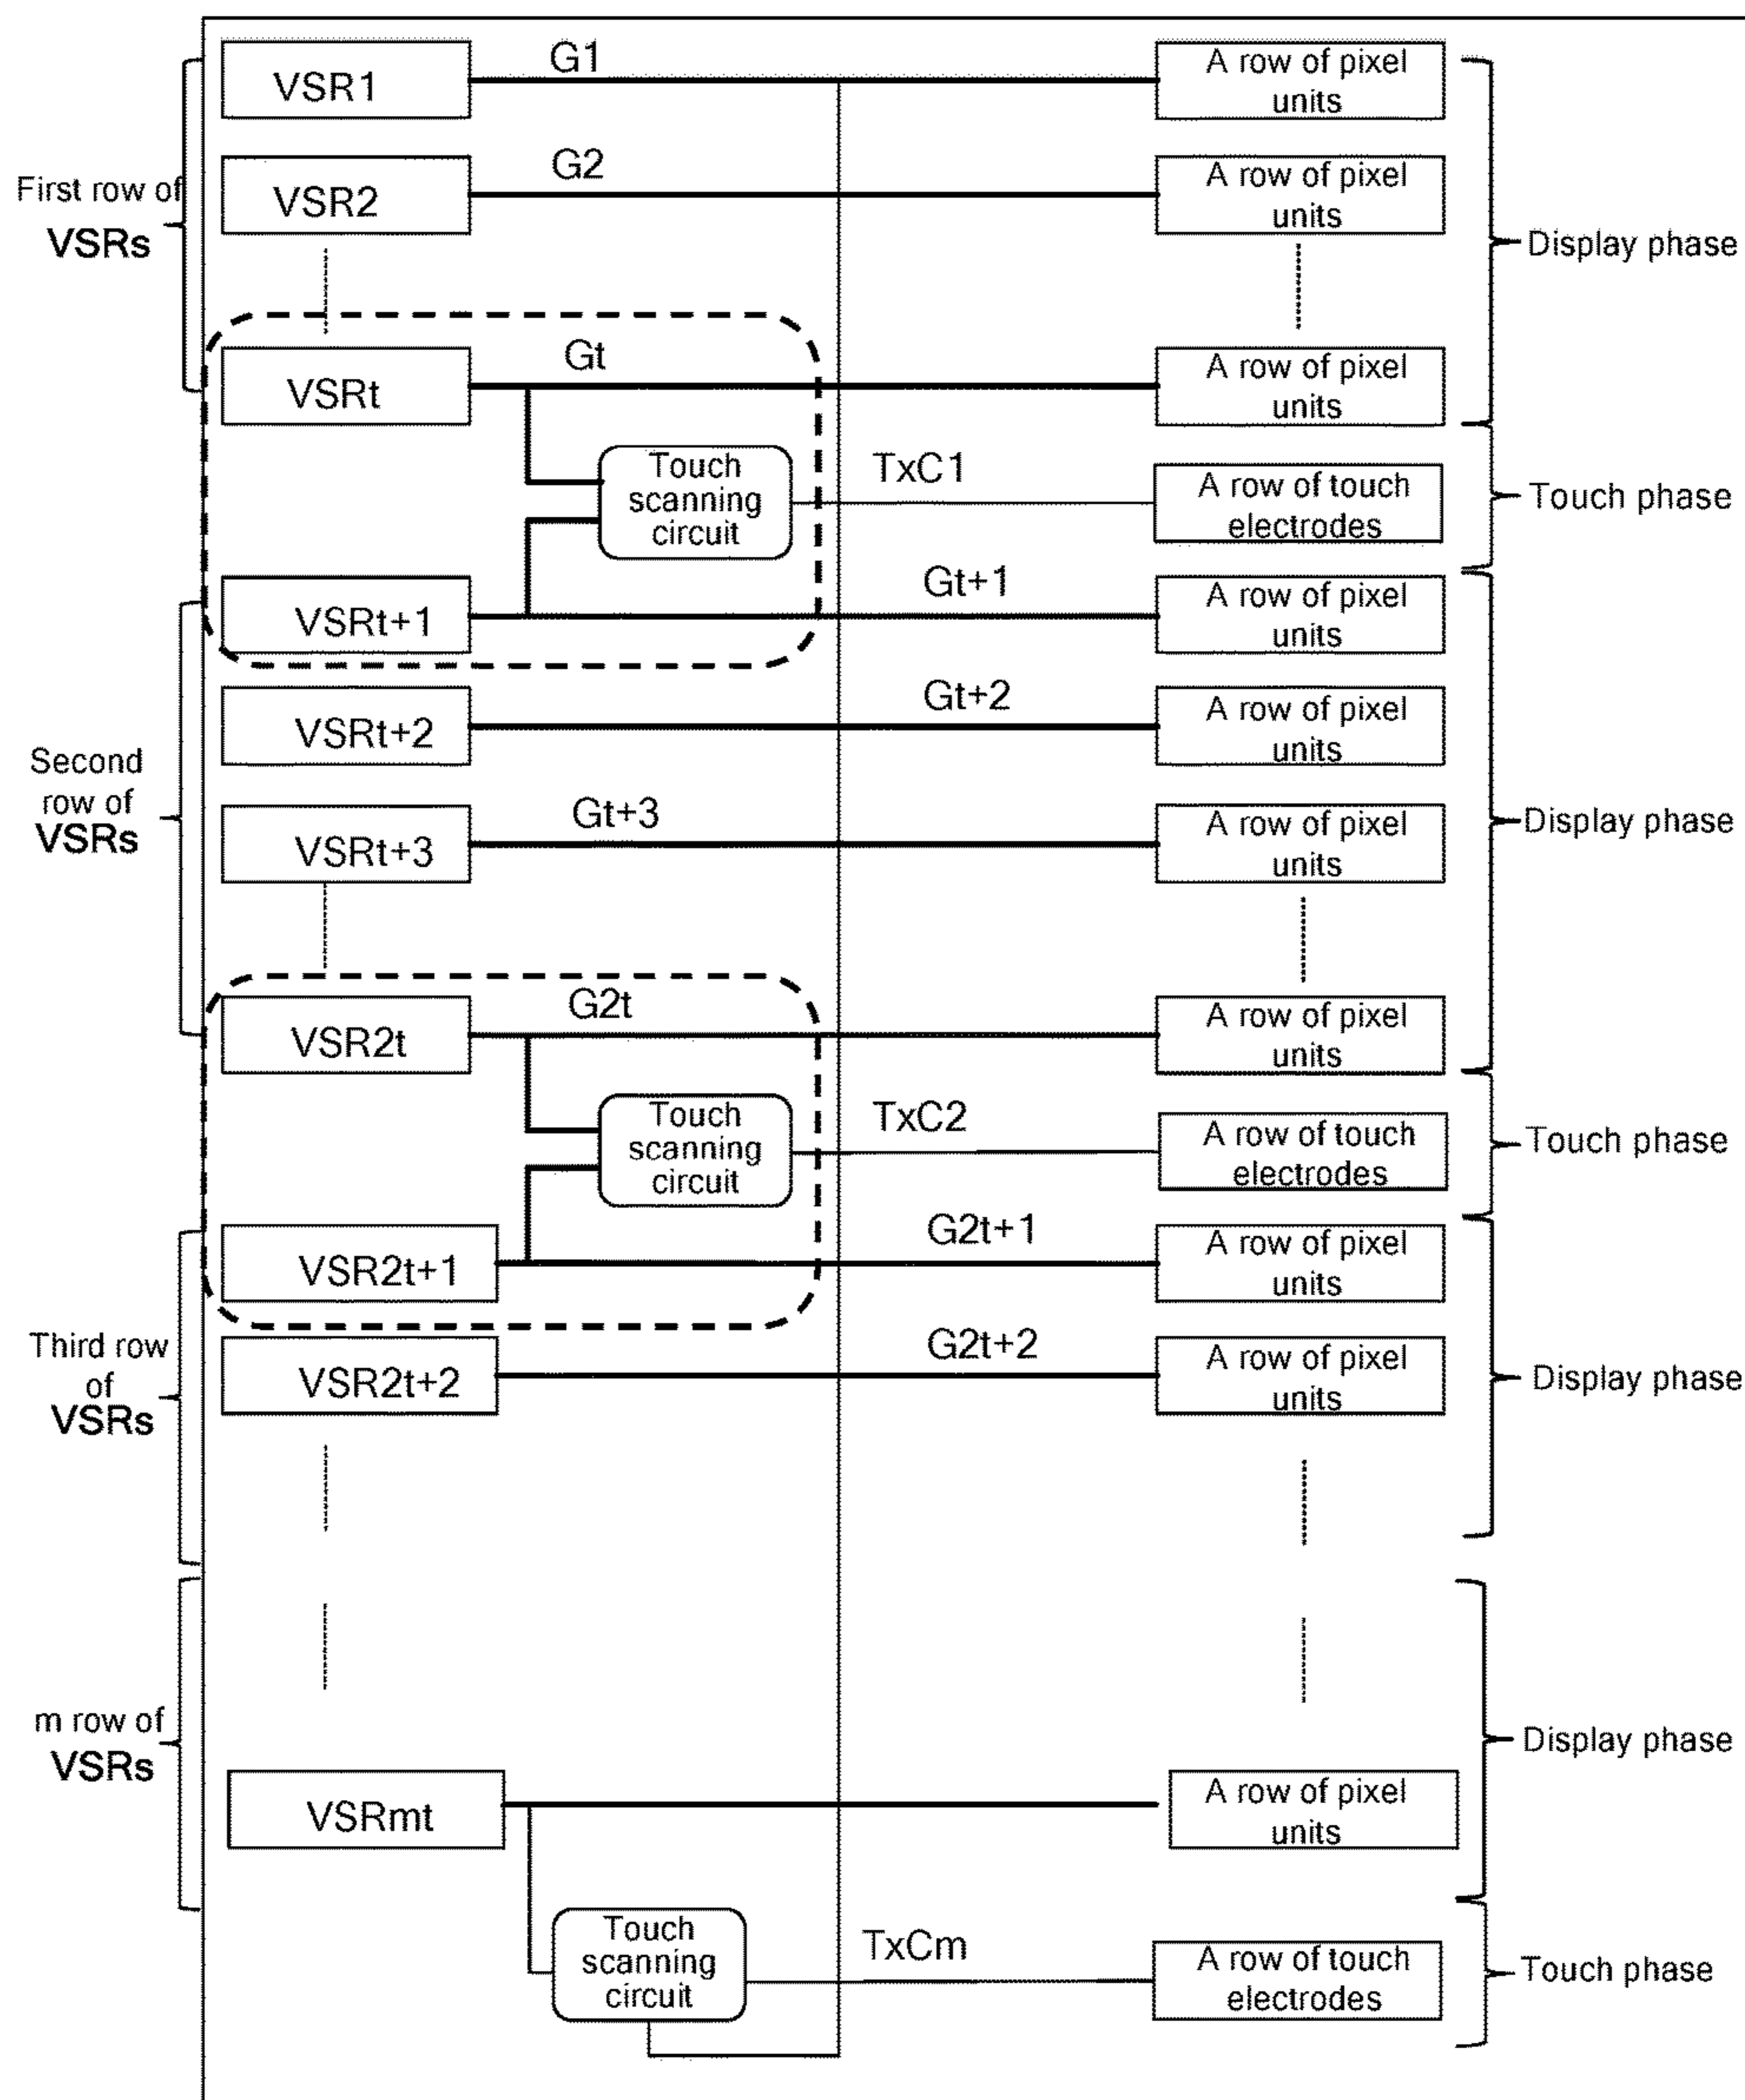 G1
VSR1
A row of pixel
units
First row of
VSRs
G2
VSR2
A row of pixel
units
Display phase
Gt
VSRt
A row of pixel
units
Touch
scanning
circuit
TxC1
A row of touch
electrodes
Touch phase
Gt+1
VSRt+1
A row of pixel
units
Second
row of
VSRs
Gt+2
VSRt+2
A row of pixel
units
Gt+3
VSRt+3
A row of pixel
units
Display phase
G2t
VSR2t
A row of pixel
units
Touch
scanning
circuit
TxC2
A row of touch
electrodes
Touch phase
G2t+1
VSR2t+1
A row of pixel
units
Third row
of
VSRs
G2t+2
VSR2t+2
A row of pixel
units
Display phase
m row of
VSRs
Display phase
VSRmt
A row of pixel
units
Touch
scanning
circuit
TxCm
A row of touch
electrodes
Touch phase